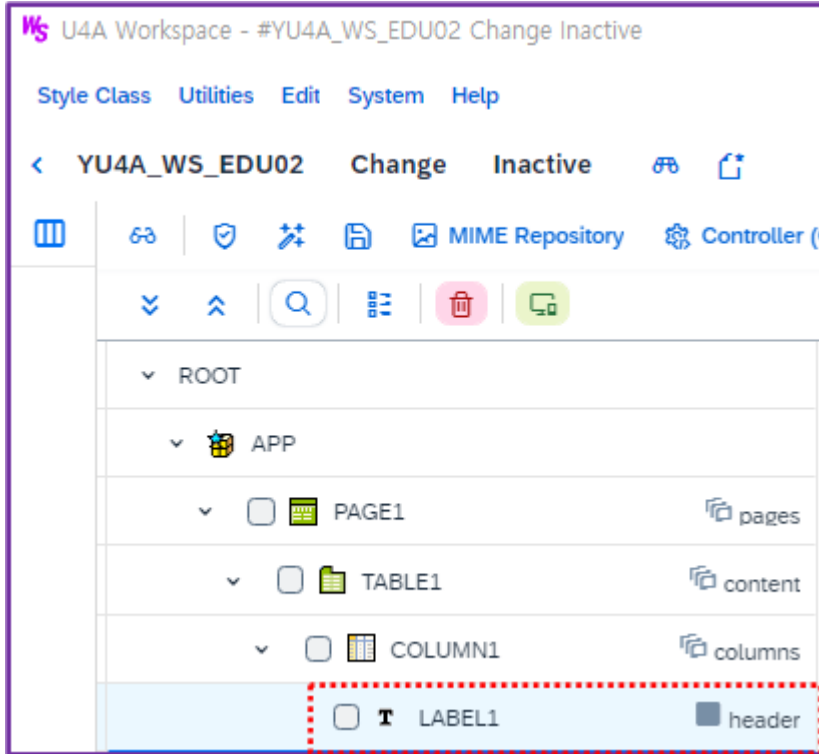 Ws U4A Workspace - #YU4A_WS_EDU02 Change Inactive
Style Class Utilities Edit System Help
YU4A_WS_EDU02 Change Inactive
MIME Repository Controller (
ROOT
APP
PAGE1 pages
TABLE1 content
COLUMN1 columns
T LABEL1 header